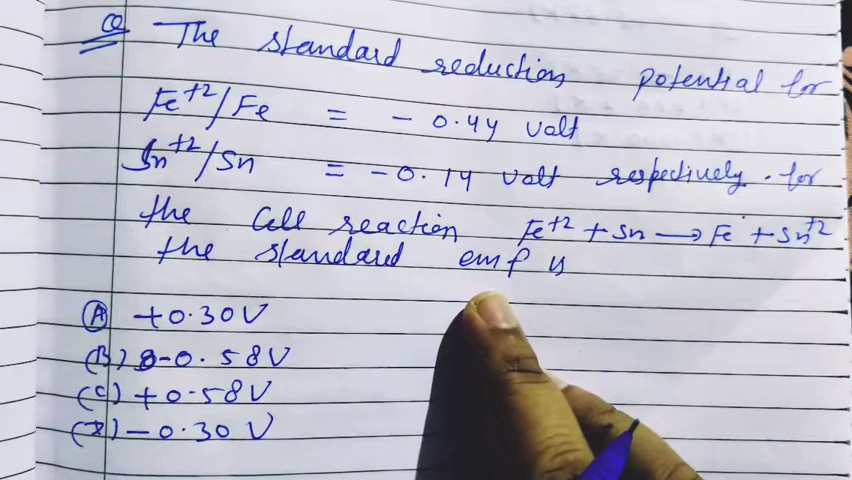 Q The standard reduction potential for
Fe+2/Fe = - 0.44 volt
Sn+2/Sn = -0.14 volt respectively. for
the Cell reaction Fe+2 + Sn → Fe + Sn+2
the standard emf is
(A) +0.30V
(B) -0.58V
(C) +0.58V
(D) -0.30V